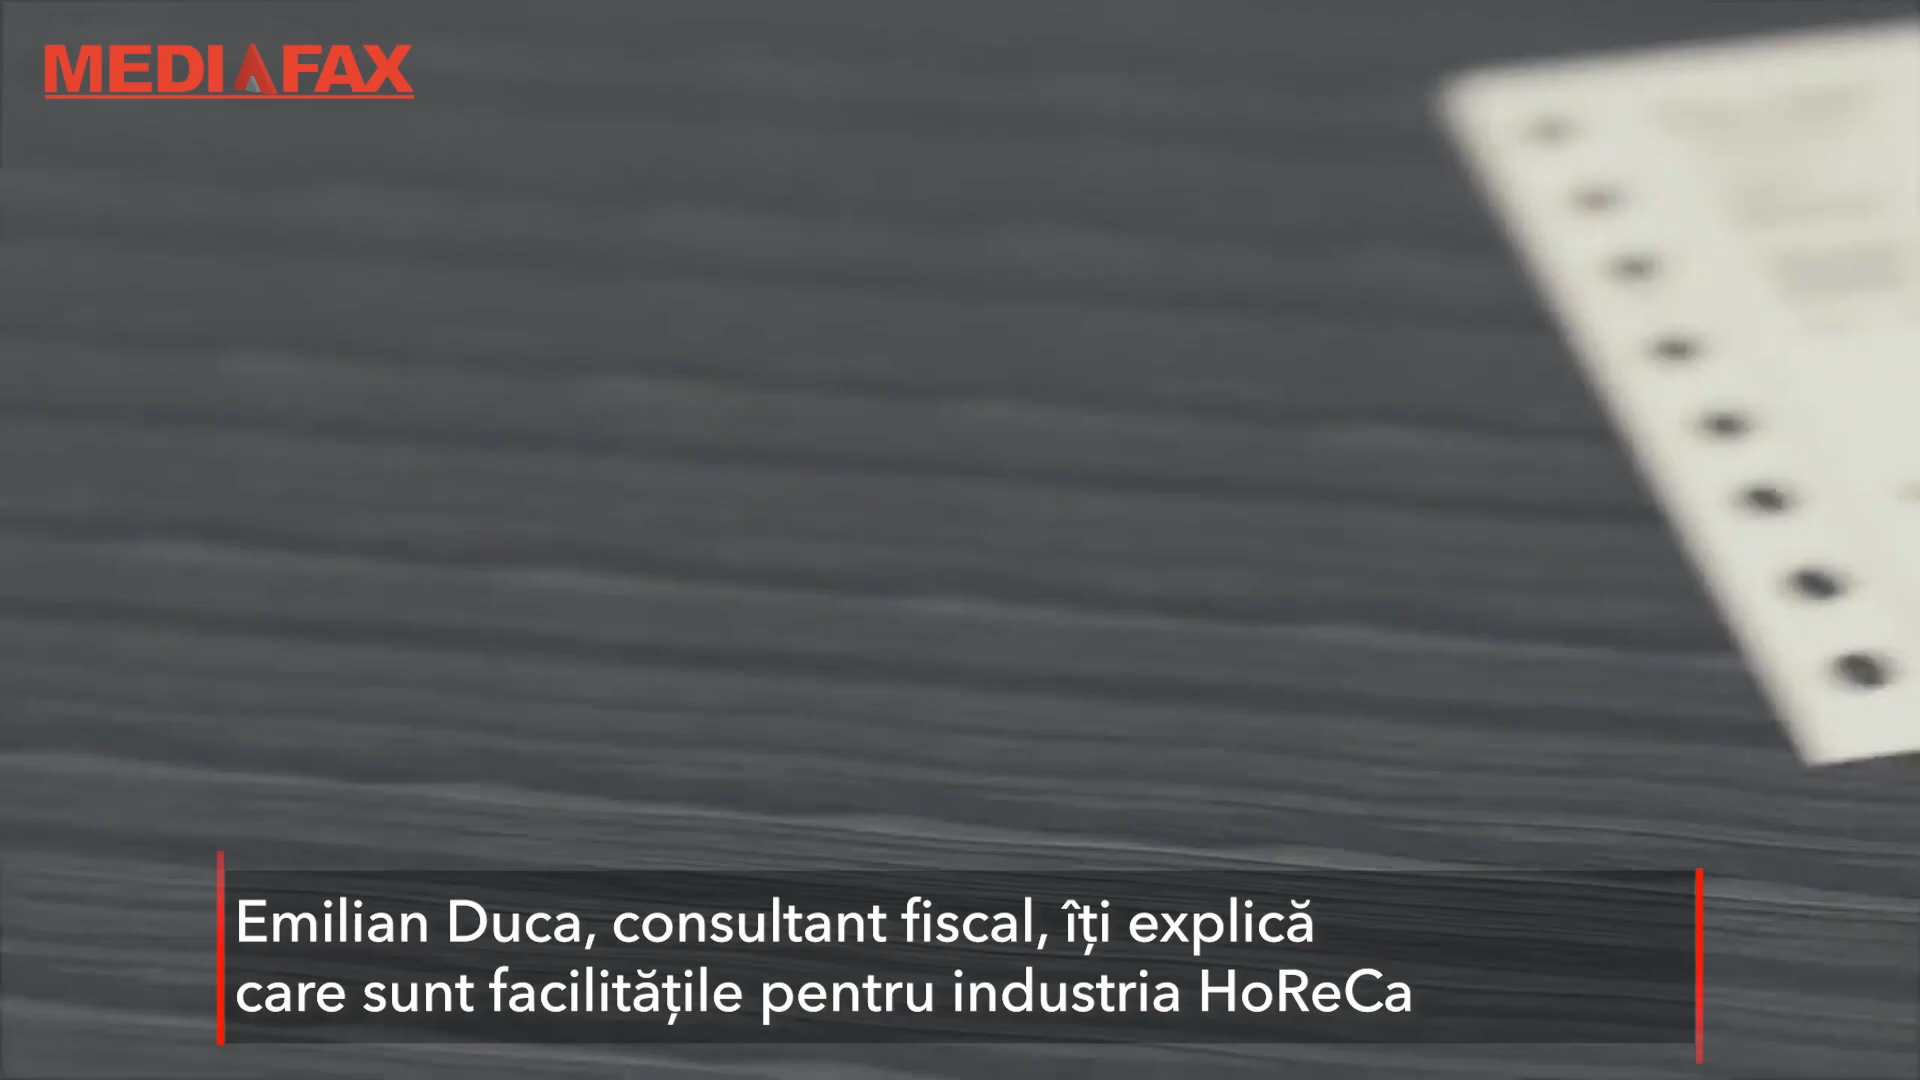 MEDIAFAX
Emilian Duca, consultant fiscal, îți explică
care sunt facilitățile pentru industria HoReCa